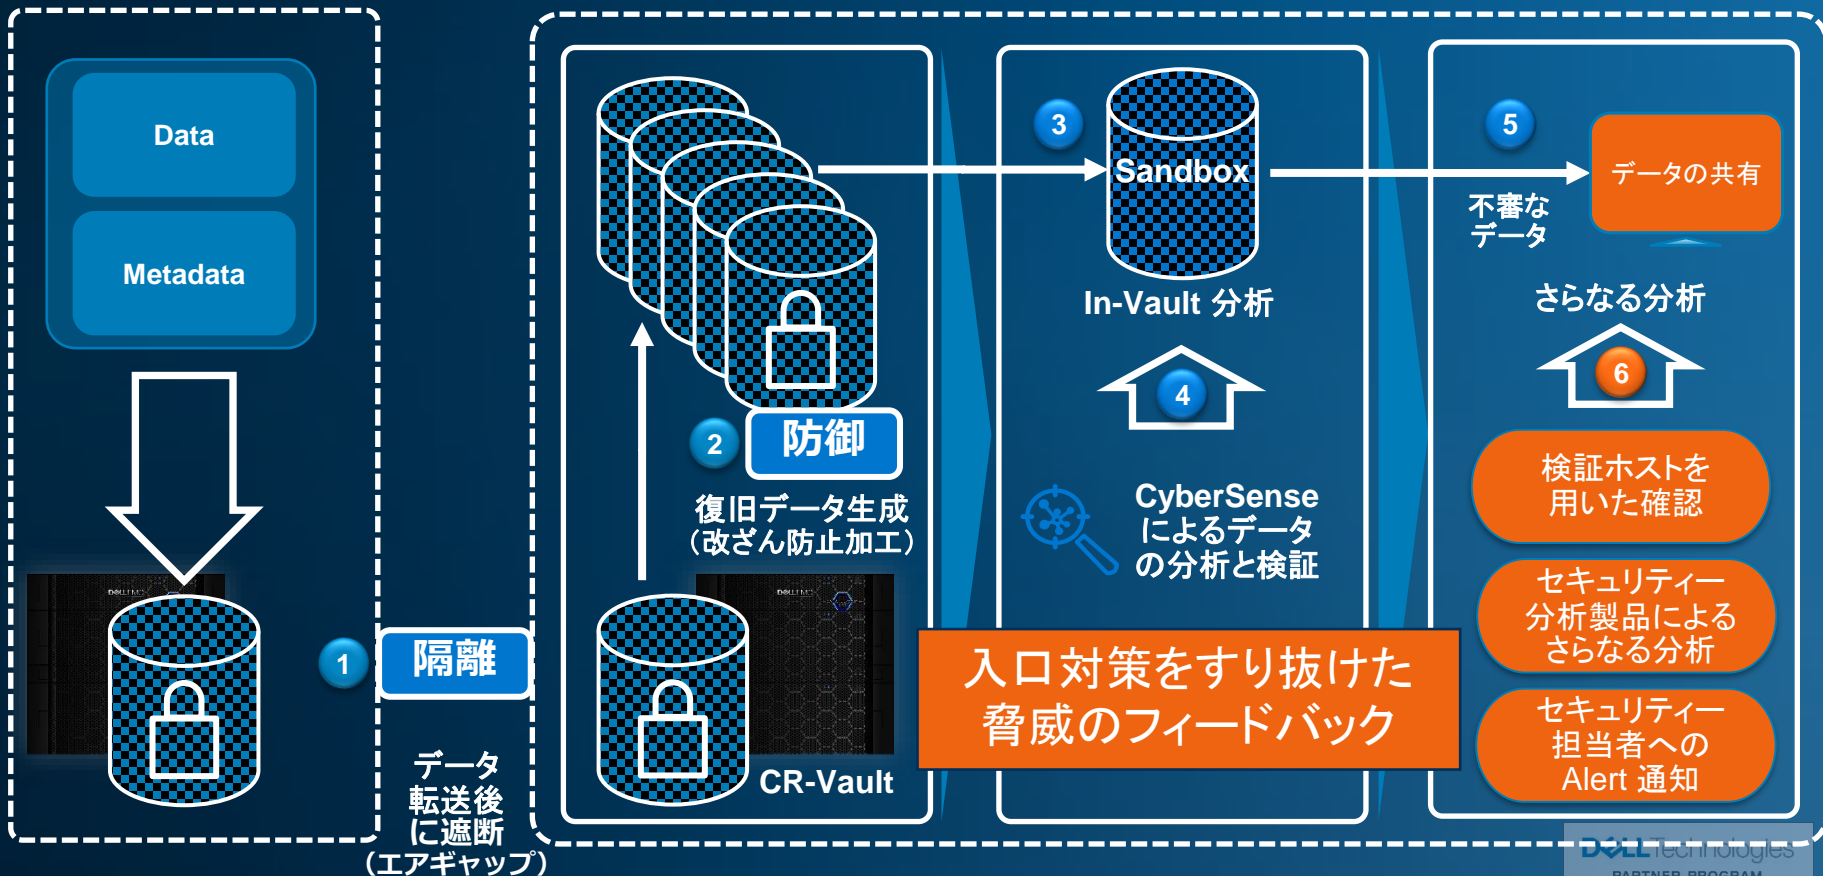 Data
Metadata
DELL EMC
1
隔離
データ
転送後
に遮断
（エアギャップ）
2
防御
復旧データ生成
（改ざん防止加工）
DELL EMC
CR-Vault
3
Sandbox
In-Vault 分析
4
CyberSense
によるデータ
の分析と検証
入口対策をすり抜けた
脅威のフィードバック
5
データの共有
不審な
データ
さらなる分析
6
検証ホストを
用いた確認
セキュリティー
分析製品による
さらなる分析
セキュリティー
担当者への
Alert 通知
DELL Technologies
PARTNER PROGRAM